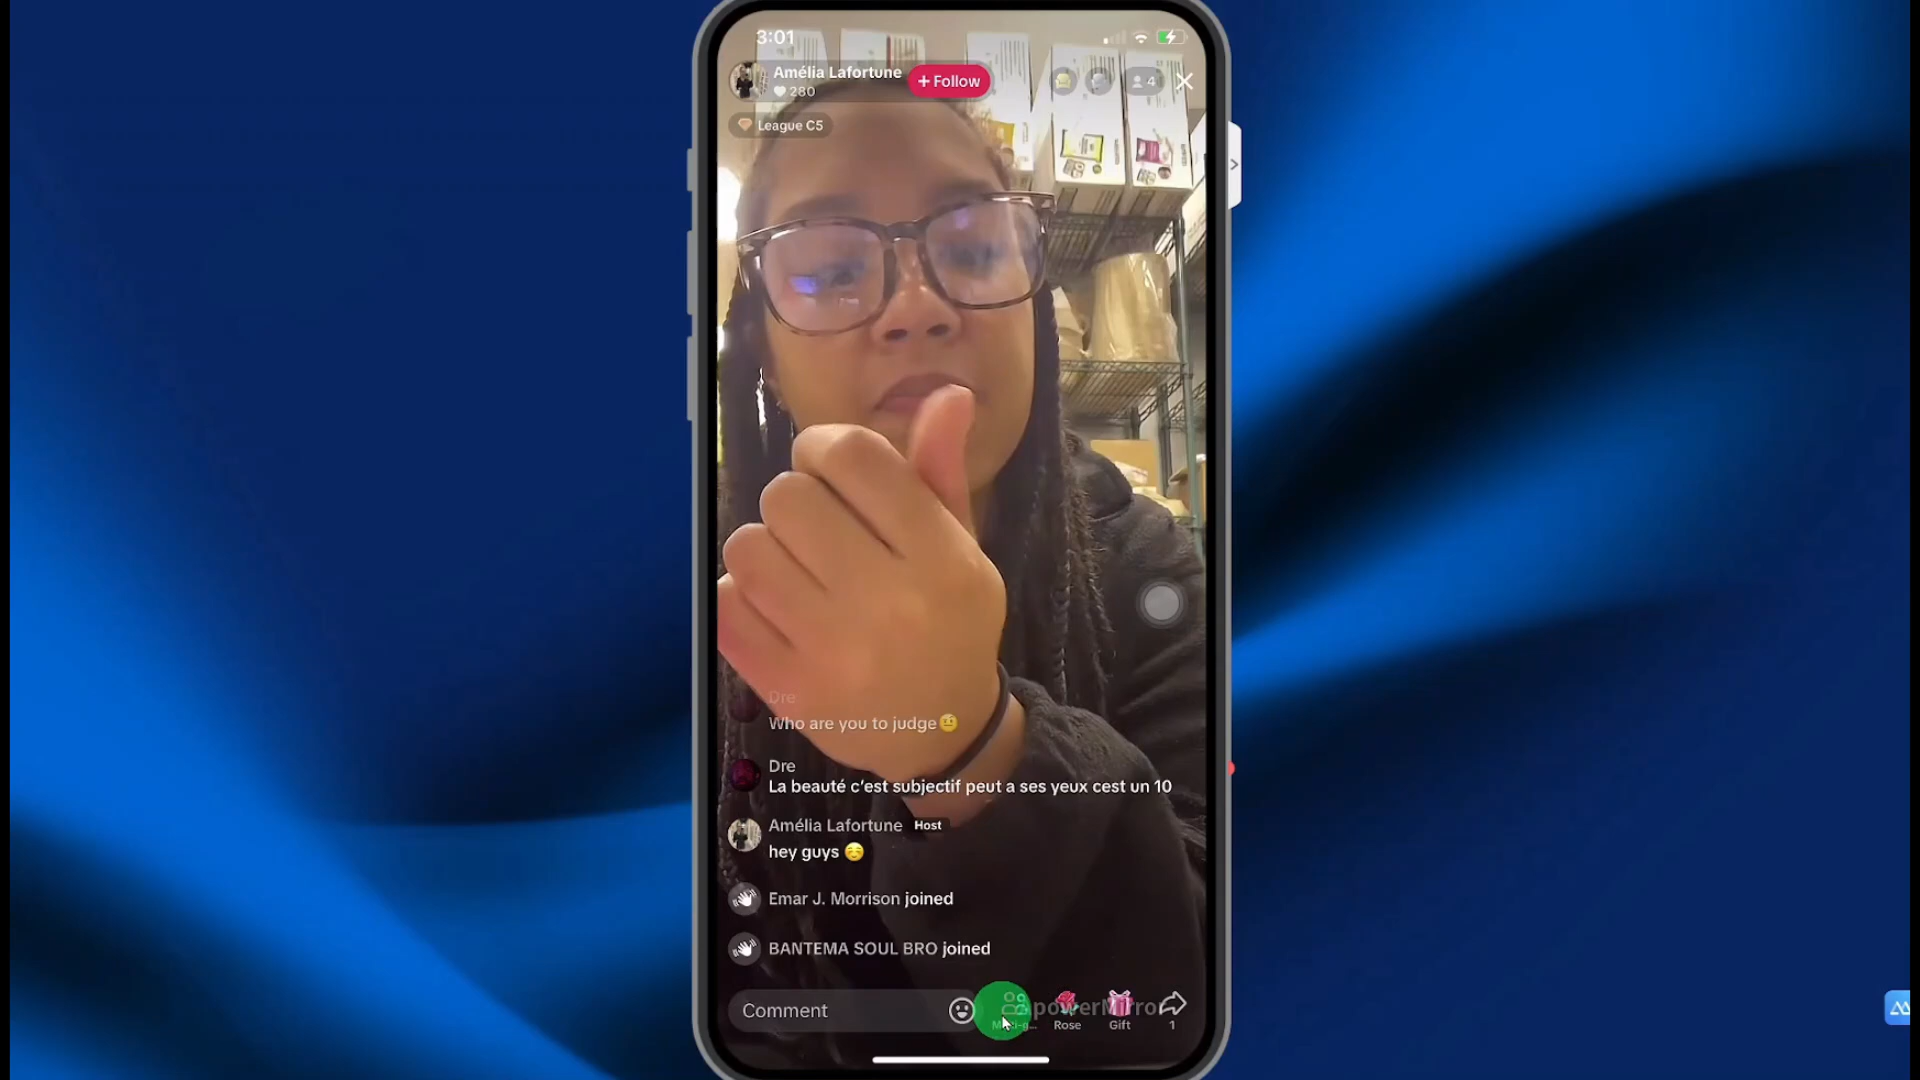 3:01
Amélia Lafortune
280
+ Follow
4
League C5
Dre
Who are you to judge🤨
Dre
La beauté c’est subjectif peut a ses yeux cest un 10
Amélia Lafortune Host
hey guys ☺️
Emar J. Morrison joined
BANTEMA SOUL BRO joined
Comment
Rose
Gift
1